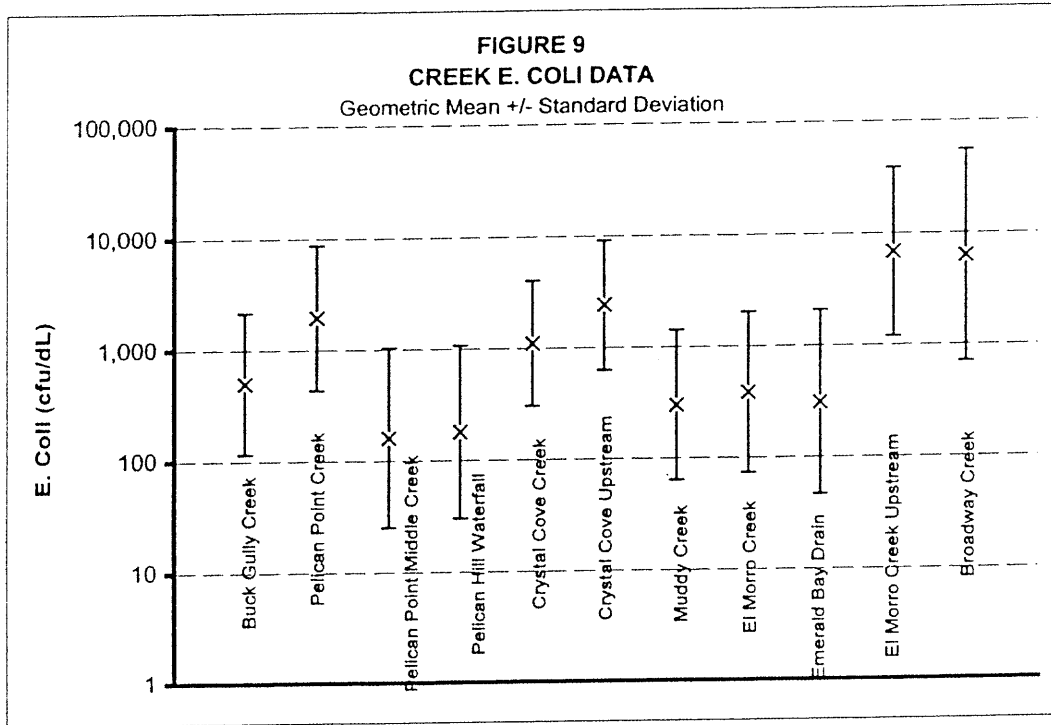 FIGURE 9
CREEK E. COLI DATA
Geometric Mean +/- Standard Deviation
100,000
10,000
1,000
100
10
1
E. Coli (cfu/dL)
Buck Gully Creek
Pelican Point Creek
Pelican Point Middle Creek
Pelican Hill Waterfall
Crystal Cove Creek
Crystal Cove Upstream
Muddy Creek
El Morro Creek
Emerald Bay Drain
El Morro Creek Upstream
Broadway Creek